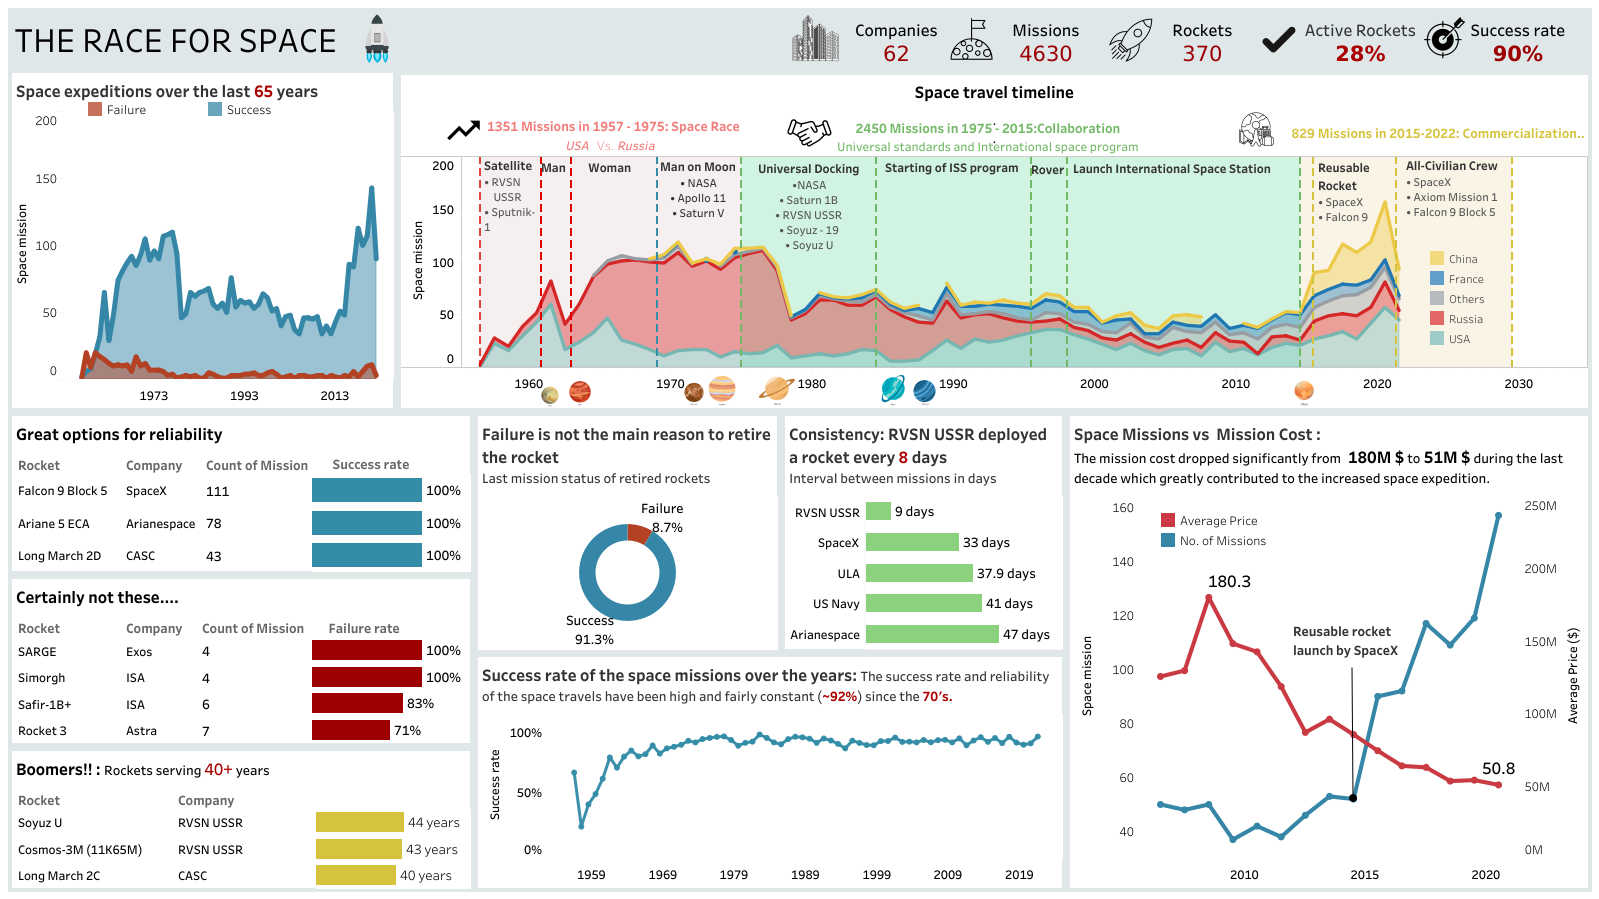 THE RACE FOR SPACE
Companies
62
Missions
4630
Rockets
370
Active Rockets
28%
Success rate
90%
Space expeditions over the last 65 years
Failure
Success
Space mission
200
150
100
50
0
1973
1993
2013
Space travel timeline
1351 Missions in 1957 - 1975: Space Race
USA Vs. Russia
2450 Missions in 1975 - 2015:Collaboration
Universal standards and International space program
829 Missions in 2015-2022: Commercialization..
Space mission
200
150
100
50
0
Satellite
• RVSN
USSR
• Sputnik-
1
Man
Woman
Man on Moon
• NASA
• Apollo 11
• Saturn V
Universal Docking
•NASA
• Saturn 1B
• RVSN USSR
• Soyuz - 19
• Soyuz U
Starting of ISS program
Rover
Launch International Space Station
Reusable
Rocket
• SpaceX
• Falcon 9
All-Civilian Crew
• SpaceX
• Axiom Mission 1
• Falcon 9 Block 5
China
France
Others
Russia
USA
1960
1970
1980
1990
2000
2010
2020
2030
Great options for reliability
Rocket Company Count of Mission Success rate
Falcon 9 Block 5 SpaceX 111 100%
Ariane 5 ECA Arianespace 78 100%
Long March 2D CASC 43 100%
Certainly not these....
Rocket Company Count of Mission Failure rate
SARGE Exos 4 100%
Simorgh ISA 4 100%
Safir-1B+ ISA 6 83%
Rocket 3 Astra 7 71%
Boomers!! : Rockets serving 40+ years
Rocket Company
Soyuz U RVSN USSR 44 years
Cosmos-3M (11K65M) RVSN USSR 43 years
Long March 2C CASC 40 years
Failure is not the main reason to retire
the rocket
Last mission status of retired rockets
Failure
8.7%
Success
91.3%
Consistency: RVSN USSR deployed
a rocket every 8 days
Interval between missions in days
RVSN USSR 9 days
SpaceX 33 days
ULA 37.9 days
US Navy 41 days
Arianespace 47 days
Success rate of the space missions over the years: The success rate and reliability
of the space travels have been high and fairly constant (~92%) since the 70's.
Success rate
100%
50%
0%
1959
1969
1979
1989
1999
2009
2019
Space Missions vs Mission Cost :
The mission cost dropped significantly from 180M $ to 51M $ during the last
decade which greatly contributed to the increased space expedition.
Average Price
No. of Missions
Space mission
160
140
120
100
80
60
40
180.3
Reusable rocket
launch by SpaceX
50.8
250M
200M
150M
100M
50M
0M
Average Price ($)
2010
2015
2020